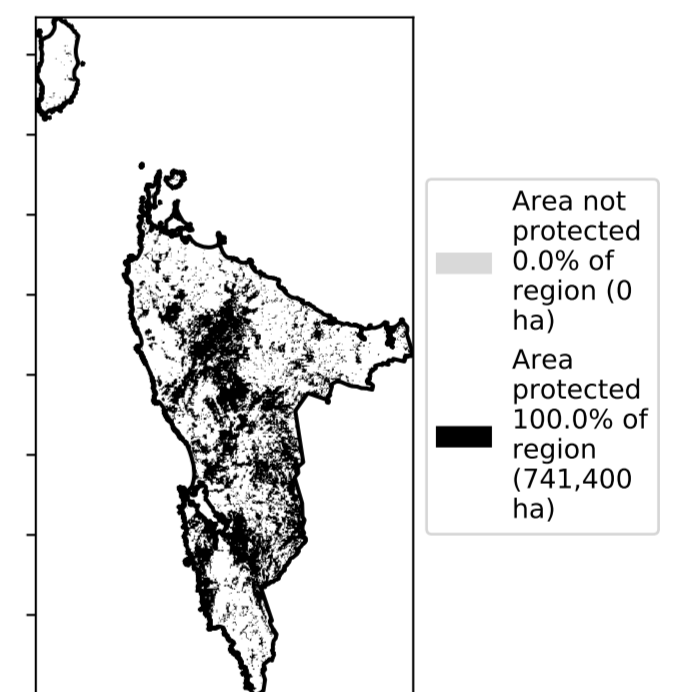 Area not
protected
0.0% of
region (0
ha)
Area
protected
100.0% of
region
(741,400
ha)